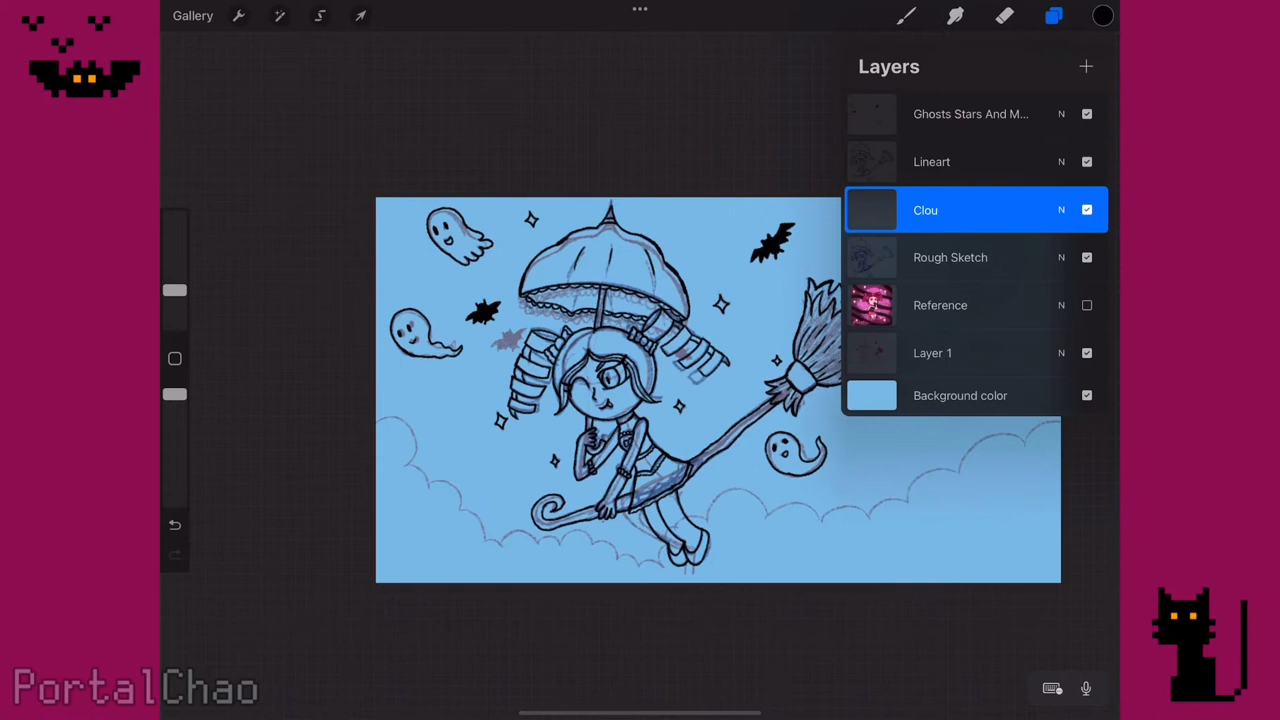 Gallery
Layers
Ghosts Stars And M... N
Lineart N
Clou N
Rough Sketch N
Reference N
Layer 1 N
Background color
PortalChao